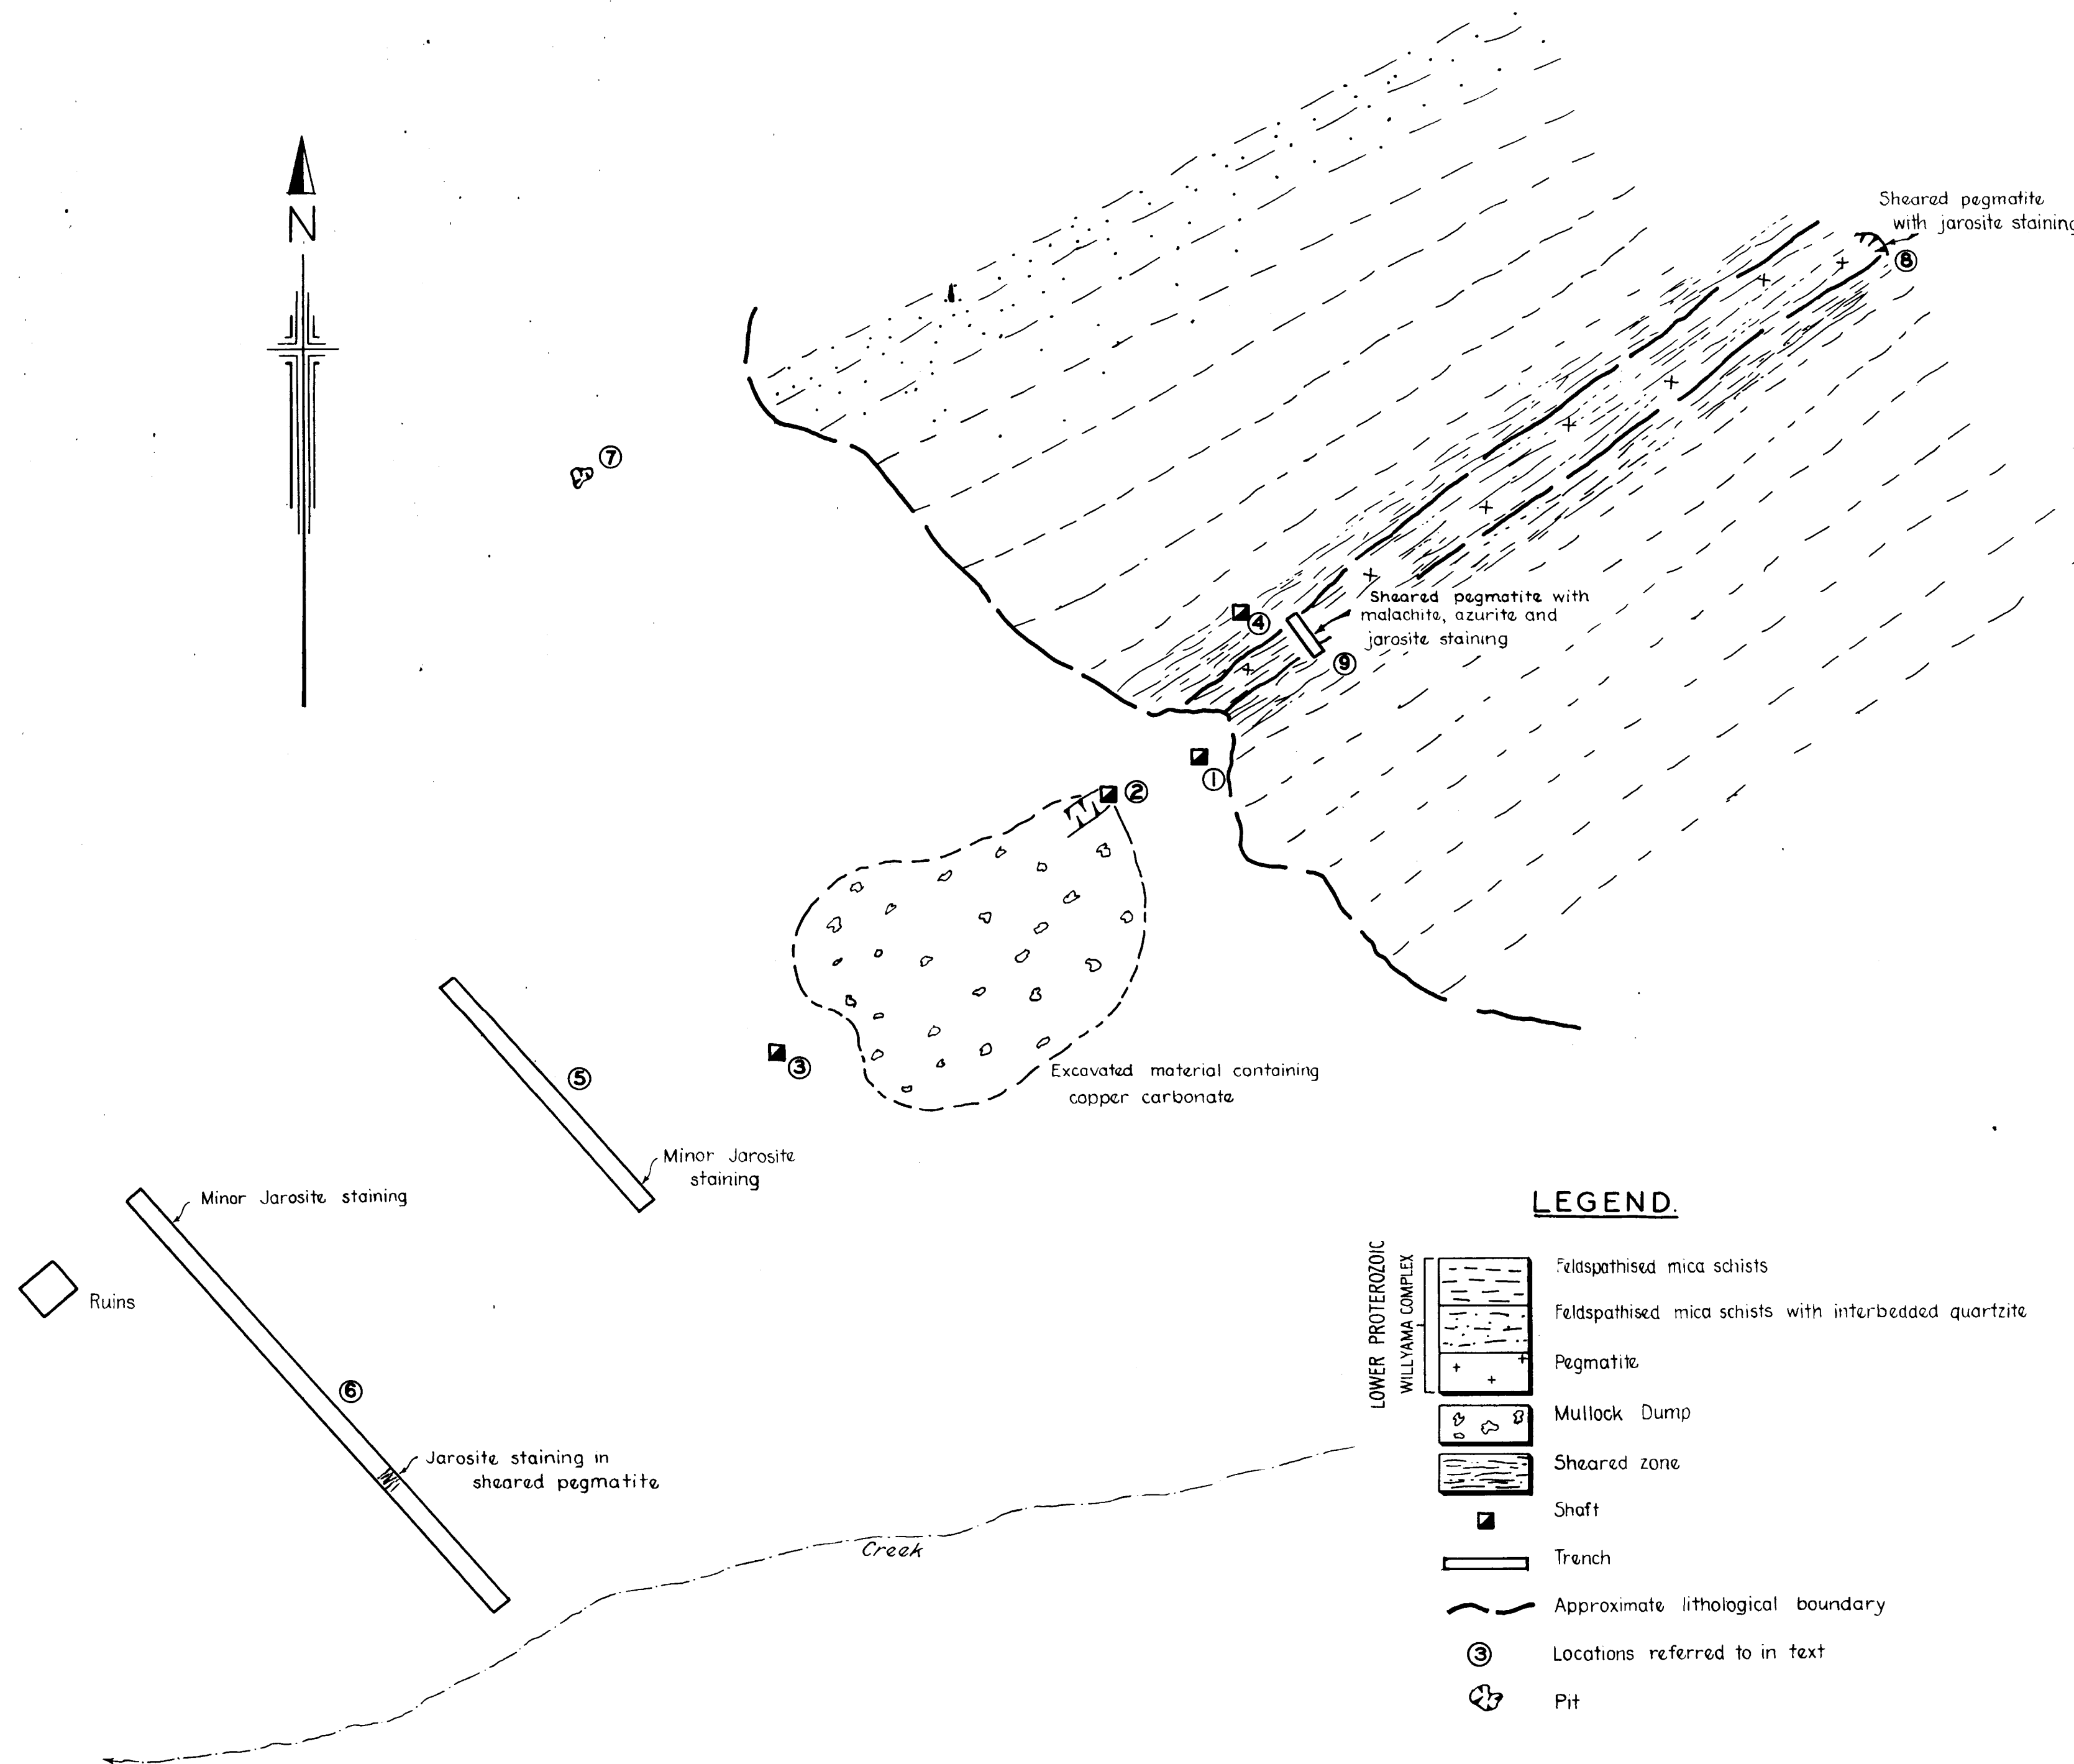 N
Sheared pegmatite
with jarosite staining
8
7
Sheared pegmatite with
malachite, azurite and
jarosite staining
4
9
1
2
Excavated material containing
copper carbonate
3
5
Minor Jarosite
staining
Minor Jarosite staining
Ruins
6
Jarosite staining in
sheared pegmatite
Creek
LEGEND.
LOWER PROTEROZOIC
WILLYAMA COMPLEX
Feldspathised mica schists
Feldspathised mica schists with interbedded quartzite
Pegmatite
Mullock Dump
Sheared zone
Shaft
Trench
Approximate lithological boundary
3
Locations referred to in text
Pit